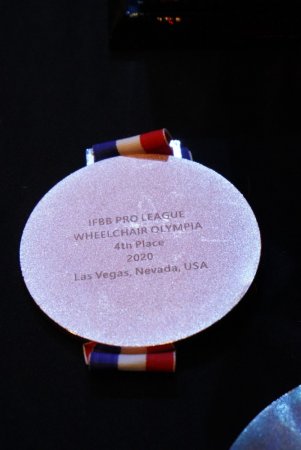 IFBB PRO LEAGUE
WHEELCHAIR OLYMPIA
4th Place
2020
Las Vegas, Nevada, USA